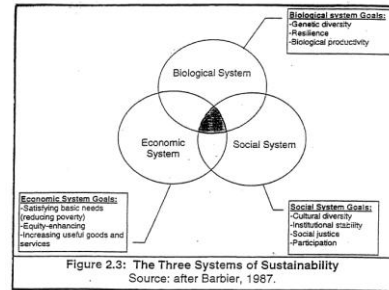 Biological system Goals:
-Genetic diversity
-Resilience
-Biological productivity
Biological System
Economic
System
Social System
Economic System Goals:
-Satisfying basic needs
(reducing poverty)
-Equity-enhancing
-Increasing useful goods and
services
Social System Goals:
-Cultural diversity
-Institutional stability
-Social justice
-Participation
Figure 2.3: The Three Systems of Sustainability
Source: after Barbier, 1987.